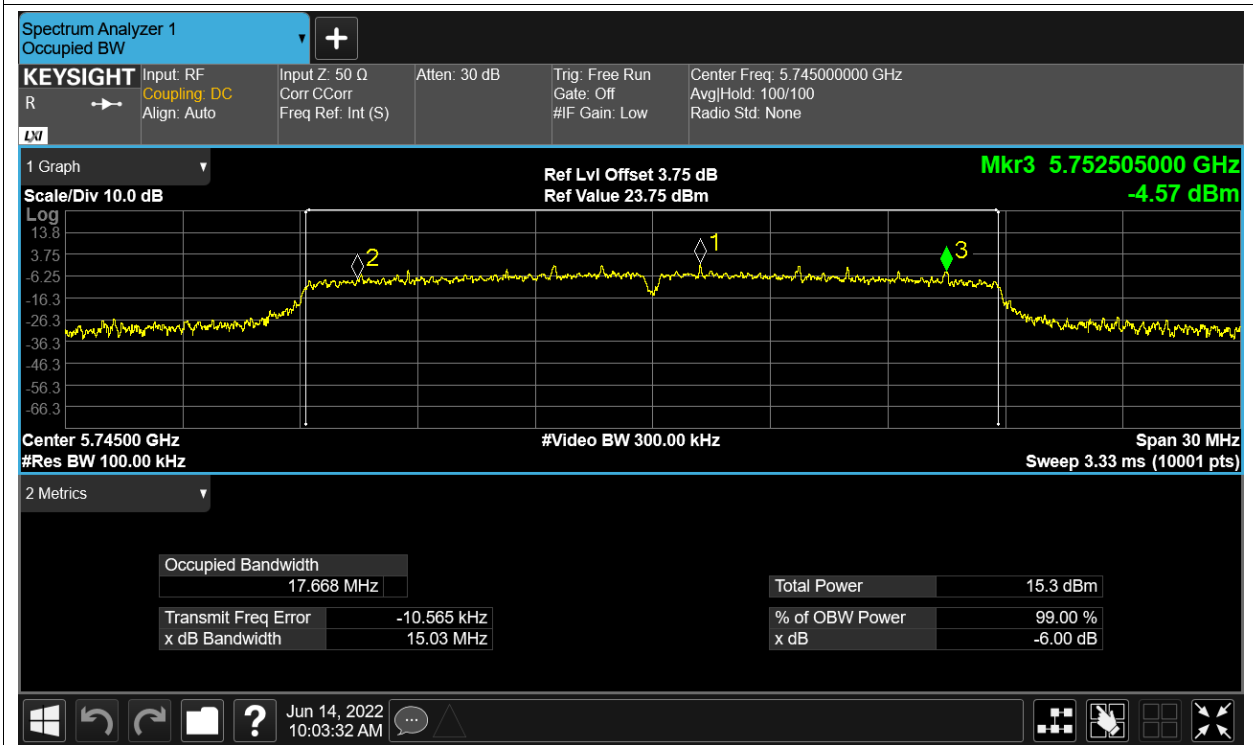 Spectrum Analyzer 1
Occupied BW
KEYSIGHT
R
LXI
Input: RF
Coupling: DC
Align: Auto
Input Z: 50 Ω
Corr CCorr
Freq Ref: Int (S)
Atten: 30 dB
Trig: Free Run
Gate: Off
#IF Gain: Low
Center Freq: 5.745000000 GHz
Avg|Hold: 100/100
Radio Std: None
1 Graph
Scale/Div 10.0 dB
Ref Lvl Offset 3.75 dB
Ref Value 23.75 dBm
Mkr3 5.752505000 GHz
-4.57 dBm
Log
13.8
3.75
-6.25
-16.3
-26.3
-36.3
-46.3
-56.3
-66.3
2
1
3
Center 5.74500 GHz
#Res BW 100.00 kHz
#Video BW 300.00 kHz
Span 30 MHz
Sweep 3.33 ms (10001 pts)
2 Metrics
Occupied Bandwidth
17.668 MHz
Transmit Freq Error -10.565 kHz
x dB Bandwidth 15.03 MHz
Total Power 15.3 dBm
% of OBW Power 99.00 %
x dB -6.00 dB
?
Jun 14, 2022
10:03:32 AM